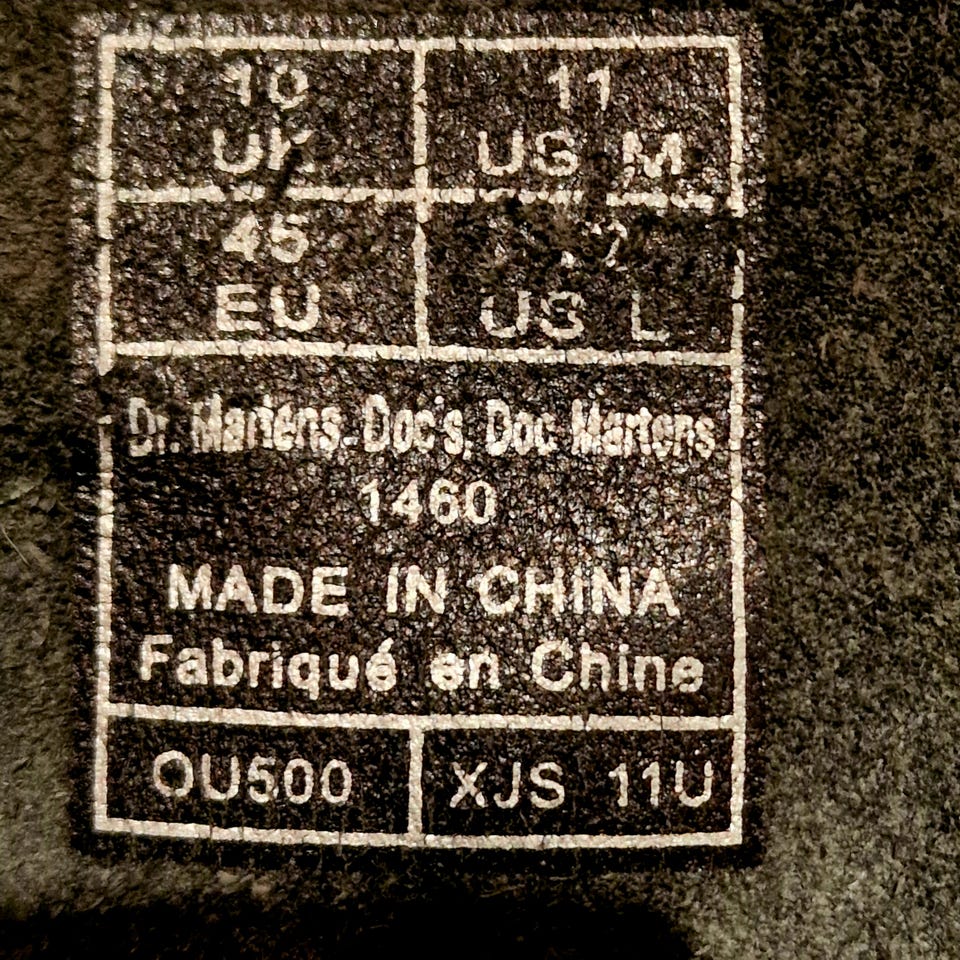 10
UK
11
US M
45
EU
US L
Dr. Martens, Doc's, Doc Martens
1460
MADE IN CHINA
Fabriqué en Chine
OU500
XJS 11U